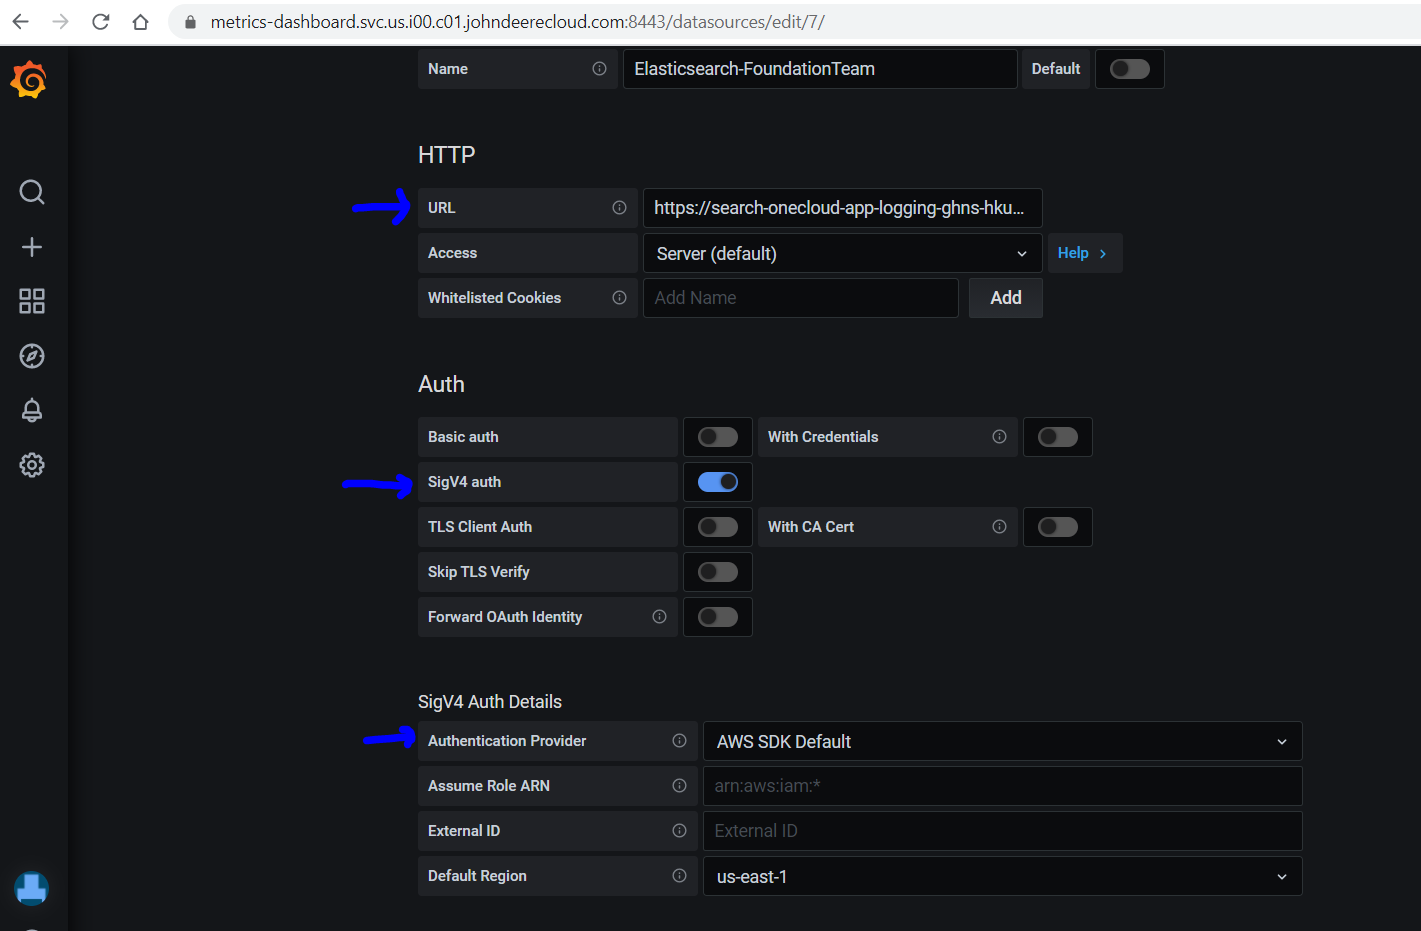 metrics-dashboard.svc.us.i00.c01.johndeerecloud.com:8443/datasources/edit/7/
Name Elasticsearch-FoundationTeam Default
HTTP
URL https://search-onecloud-app-logging-ghns-hku...
Access Server (default) Help >
Whitelisted Cookies Add Name Add
Auth
Basic auth With Credentials
SigV4 auth
TLS Client Auth With CA Cert
Skip TLS Verify
Forward OAuth Identity
SigV4 Auth Details
Authentication Provider AWS SDK Default
Assume Role ARN arn:aws:iam:*
External ID External ID
Default Region us-east-1